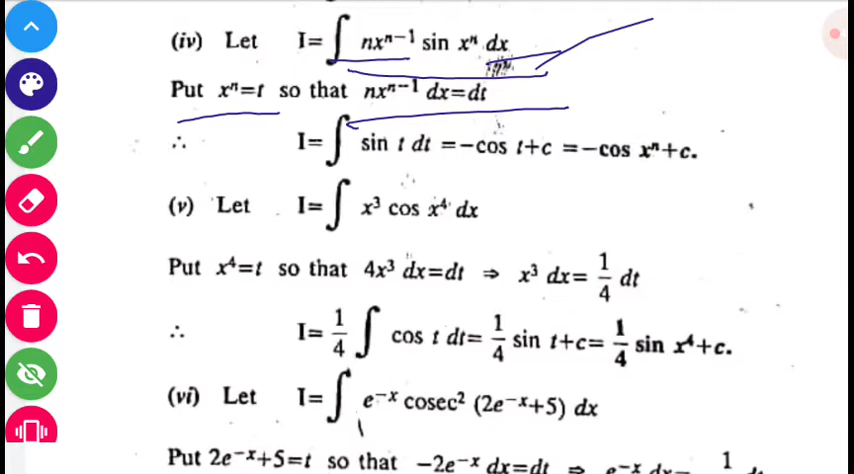 (iv) Let I=∫ nxⁿ⁻¹ sin xⁿ dx
Put xⁿ=t so that nxⁿ⁻¹ dx=dt
∴ I=∫ sin t dt =−cos t+c =−cos xⁿ+c.
(v) Let I=∫ x³ cos x⁴ dx
Put x⁴=t so that 4x³ dx=dt ⇒ x³ dx= 1/4 dt
∴ I= 1/4 ∫ cos t dt= 1/4 sin t+c= 1/4 sin x⁴+c.
(vi) Let I=∫ e⁻ˣ cosec² (2e⁻ˣ+5) dx
Put 2e⁻ˣ+5=t so that −2e⁻ˣ dx=dt ⇒ e⁻ˣ dx= 1